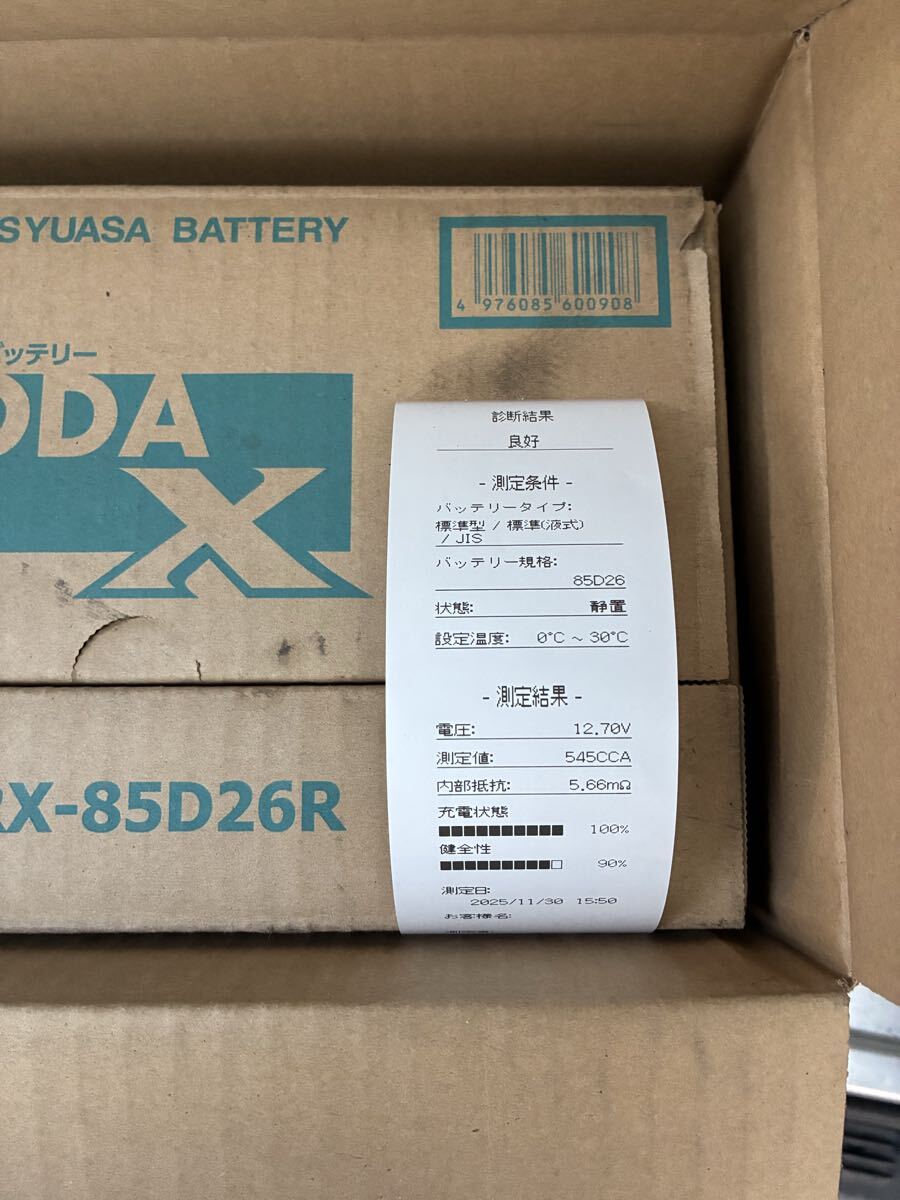 SYUASA BATTERY
4 976085 600908
ッテリー
DA
X
X-85D26R
診断結果
良好
- 測定条件 -
バッテリータイプ:
標準型 / 標準(液式)
/ JIS
バッテリー規格:
85D26
状態: 静置
設定温度: 0°C ~ 30°C
- 測定結果 -
電圧: 12.70V
測定値: 545CCA
内部抵抗: 5.66mΩ
充電状態
100%
健全性
90%
測定日:
2025/11/30 15:50
お客様名: